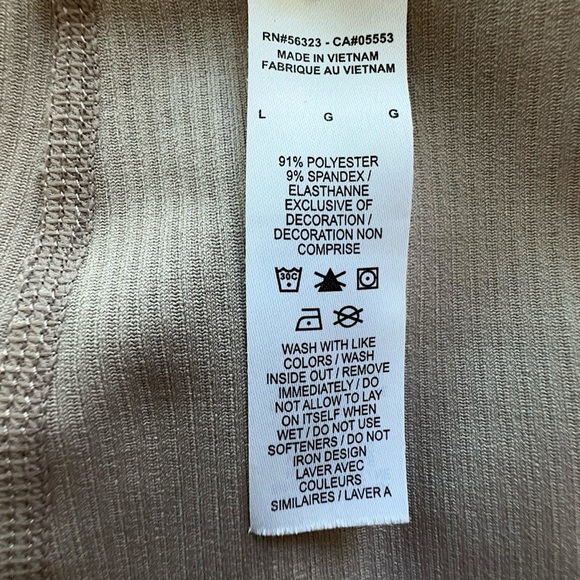 RN#56323 - CA#05553
MADE IN VIETNAM
FABRIQUE AU VIETNAM
L G G
91% POLYESTER
9% SPANDEX /
ELASTHANNE
EXCLUSIVE OF
DECORATION /
DECORATION NON
COMPRISE
30C
WASH WITH LIKE
COLORS / WASH
INSIDE OUT / REMOVE
IMMEDIATELY / DO
NOT ALLOW TO LAY
ON ITSELF WHEN
WET / DO NOT USE
SOFTENERS / DO NOT
IRON DESIGN
LAVER AVEC
COULEURS
SIMILAIRES / LAVER A